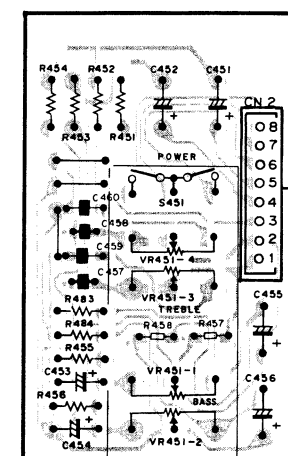 R454 R452 C452 C451
R453 R451
CN 2
8
7
6
5
4
3
2
1
POWER
S451
C460
C458
C459
C457
VR451-4
VR451-3
TREBLE
R483
R484
R455
C453
R456
C454
R458 R457
C455
VR451-1
BASS
VR451-2
C456
+
+
+
+
+
+